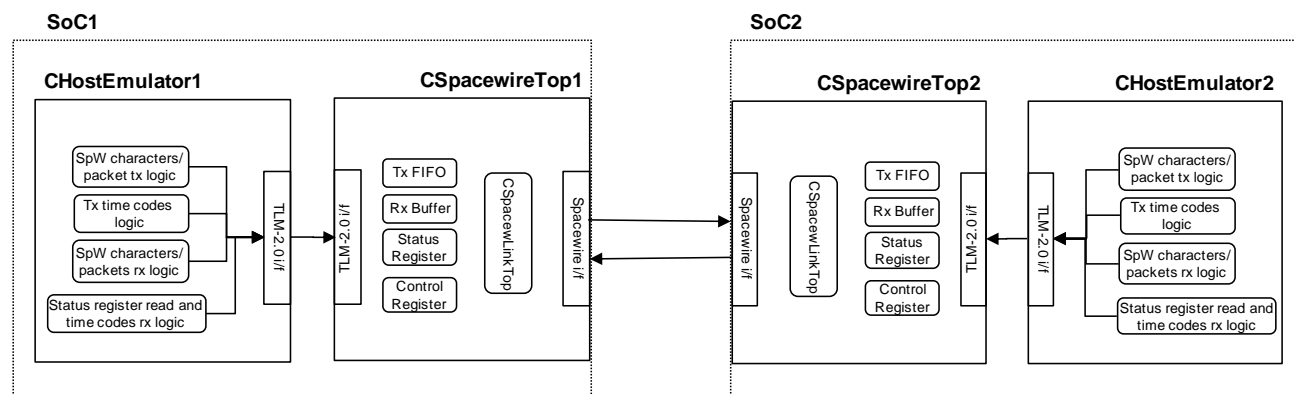 SoC1
SoC2
CHostEmulator1
CSpacewireTop1
CSpacewireTop2
CHostEmulator2
SpW characters/
packet tx logic
Tx time codes
logic
SpW characters/
packets rx logic
Status register read and
time codes rx logic
TLM-2.0 i/f
TLM-2.0 i/f
Tx FIFO
Rx Buffer
Status
Register
Control
Register
CSpacewLinkTop
Spacewire i/f
Spacewire i/f
CSpacewLinkTop
Tx FIFO
Rx Buffer
Status
Register
Control
Register
TLM-2.0 i/f
TLM-2.0 i/f
SpW characters/
packet tx logic
Tx time codes
logic
SpW characters/
packets rx logic
Status register read and
time codes rx logic